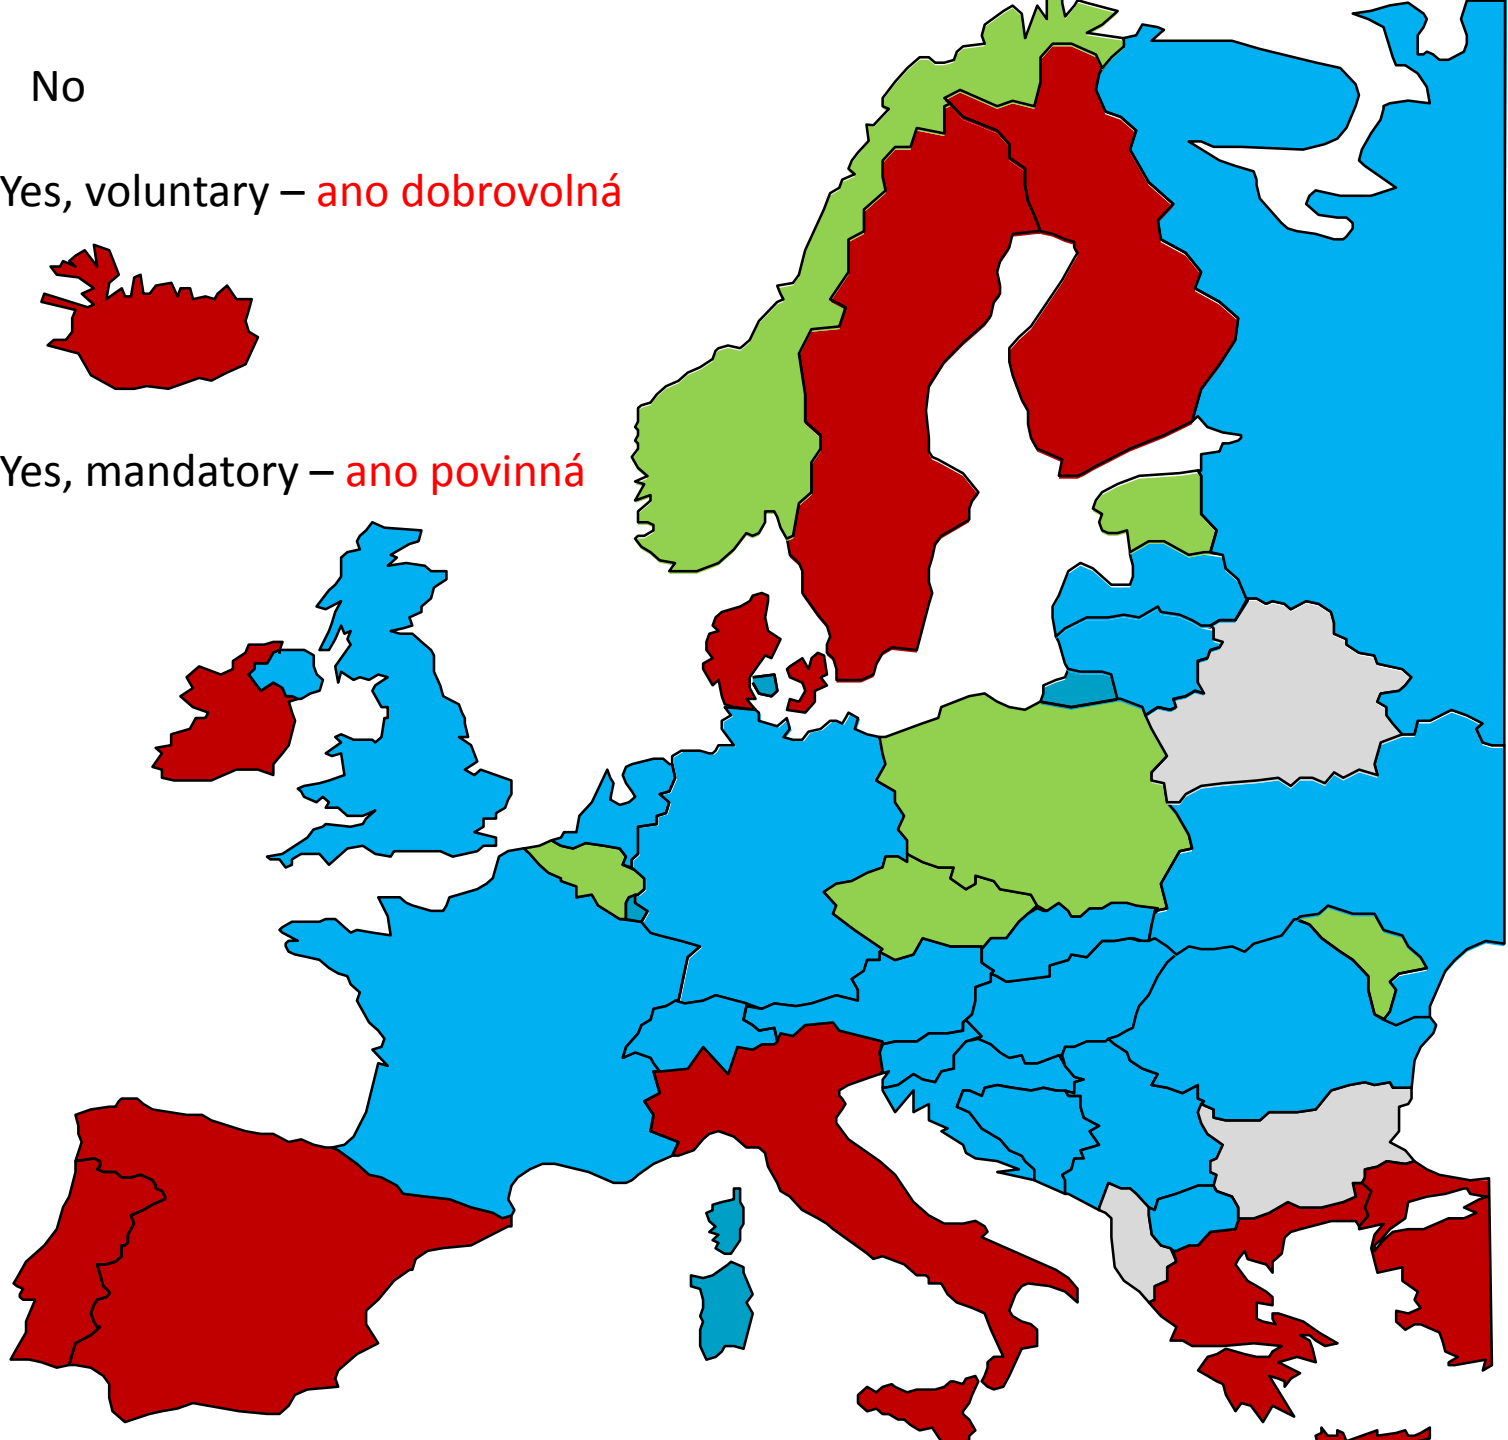 No
Yes, voluntary – ano dobrovolná
Yes, mandatory – ano povinná